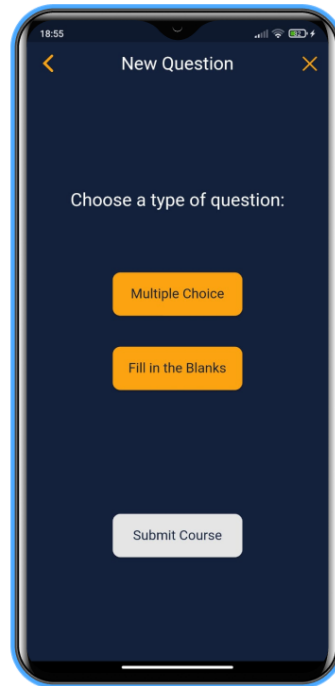 18:55
New Question
Choose a type of question:
Multiple Choice
Fill in the Blanks
Submit Course